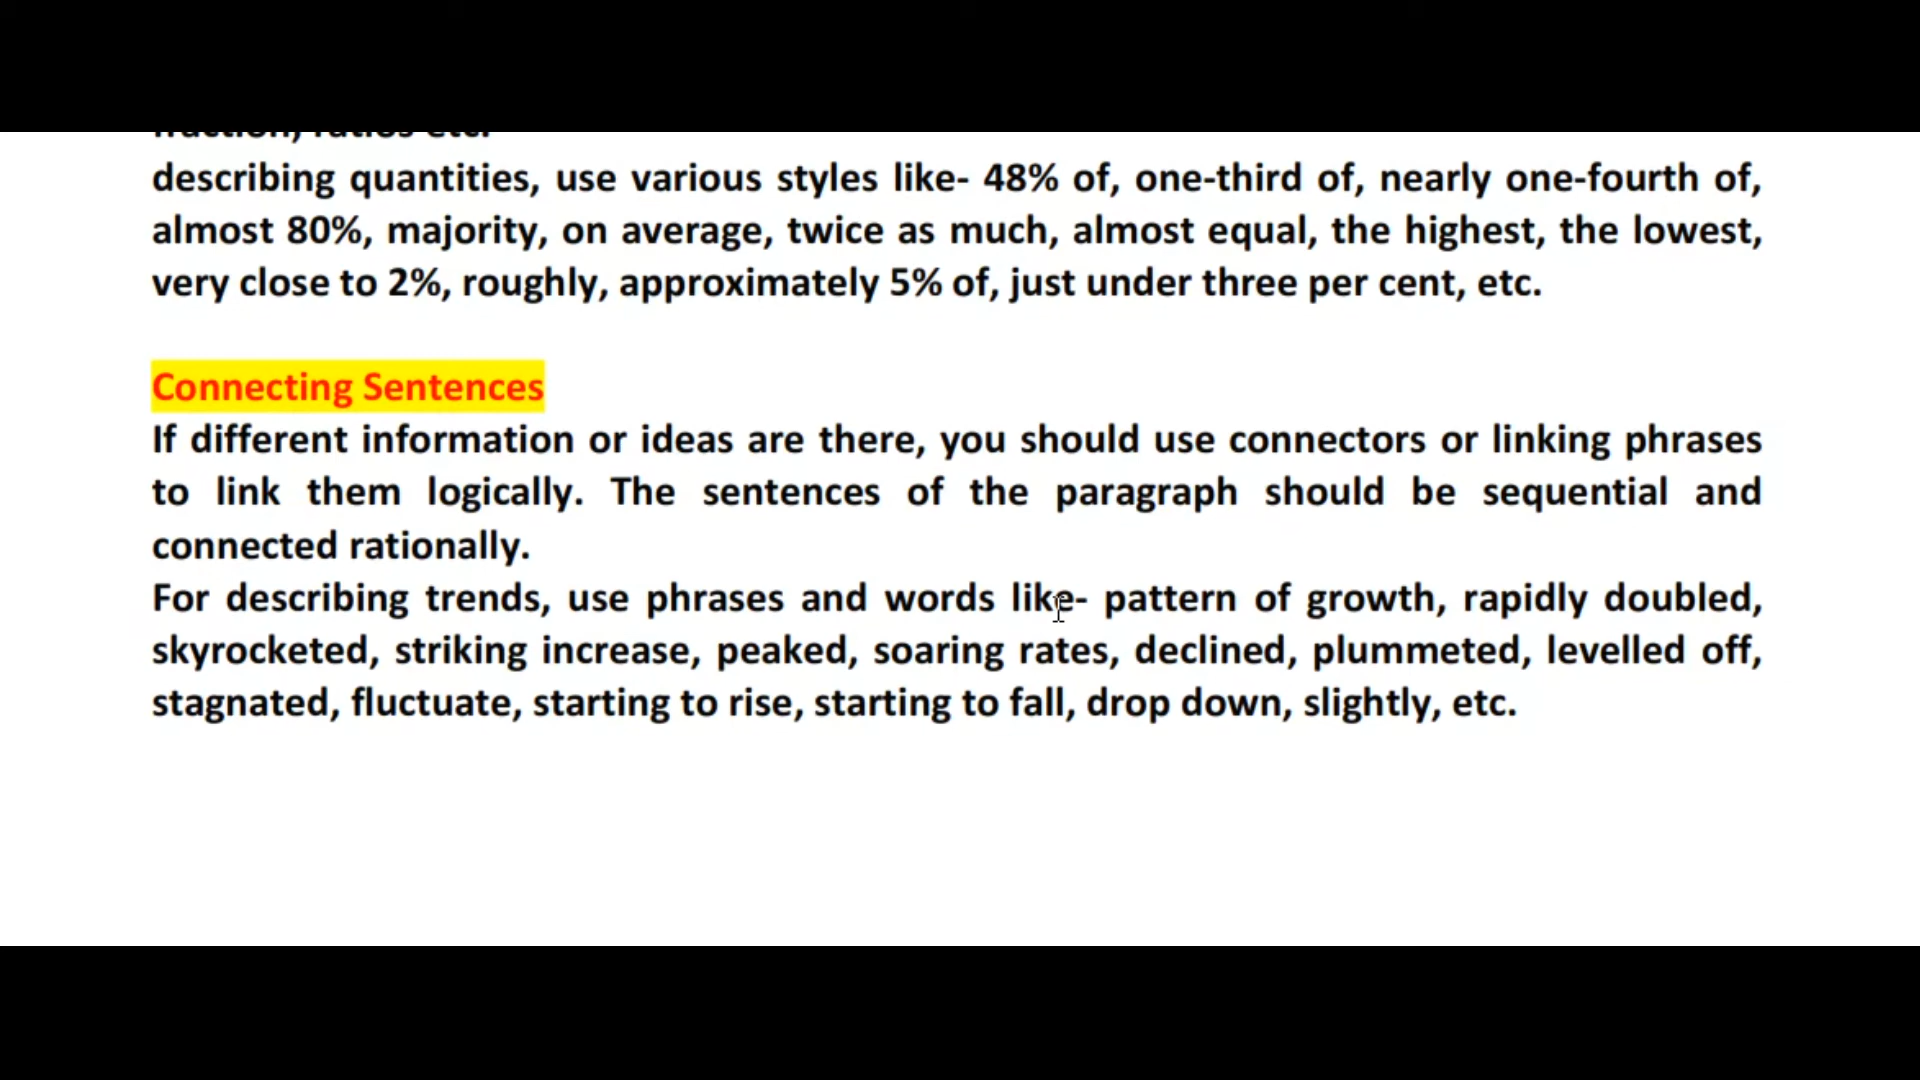 fraction, ratios etc.
describing quantities, use various styles like- 48% of, one-third of, nearly one-fourth of,
almost 80%, majority, on average, twice as much, almost equal, the highest, the lowest,
very close to 2%, roughly, approximately 5% of, just under three per cent, etc.
Connecting Sentences
If different information or ideas are there, you should use connectors or linking phrases
to link them logically. The sentences of the paragraph should be sequential and
connected rationally.
For describing trends, use phrases and words like- pattern of growth, rapidly doubled,
skyrocketed, striking increase, peaked, soaring rates, declined, plummeted, levelled off,
stagnated, fluctuate, starting to rise, starting to fall, drop down, slightly, etc.